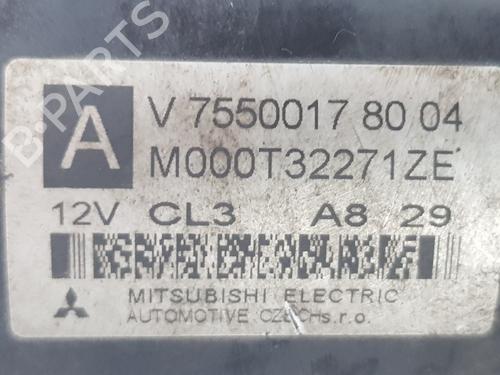 B-PARTS
A
V 7550017 80 04
M000T32271ZE
12V CL3 A8 29
MITSUBISHI ELECTRIC
AUTOMOTIVE CZECH s.r.o.